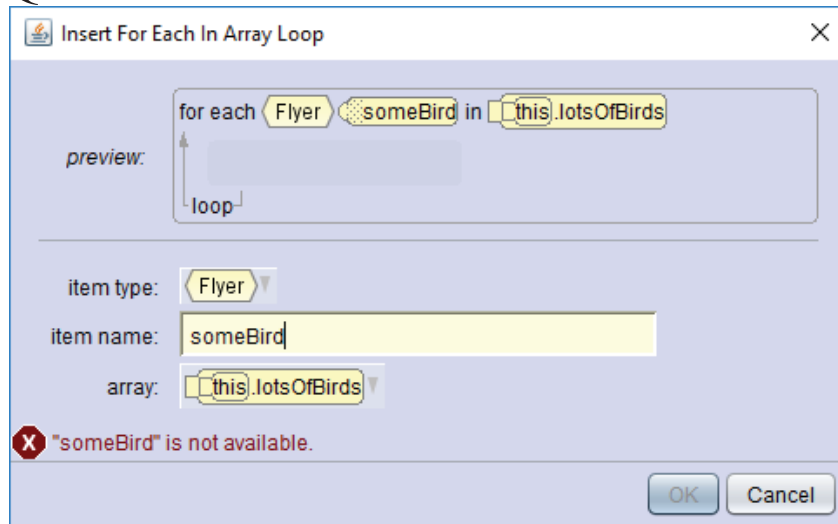 Insert For Each In Array Loop
for each Flyer someBird in this.lotsOfBirds
preview:
loop
item type: Flyer
item name: someBird
array: this.lotsOfBirds
X "someBird" is not available.
OK Cancel